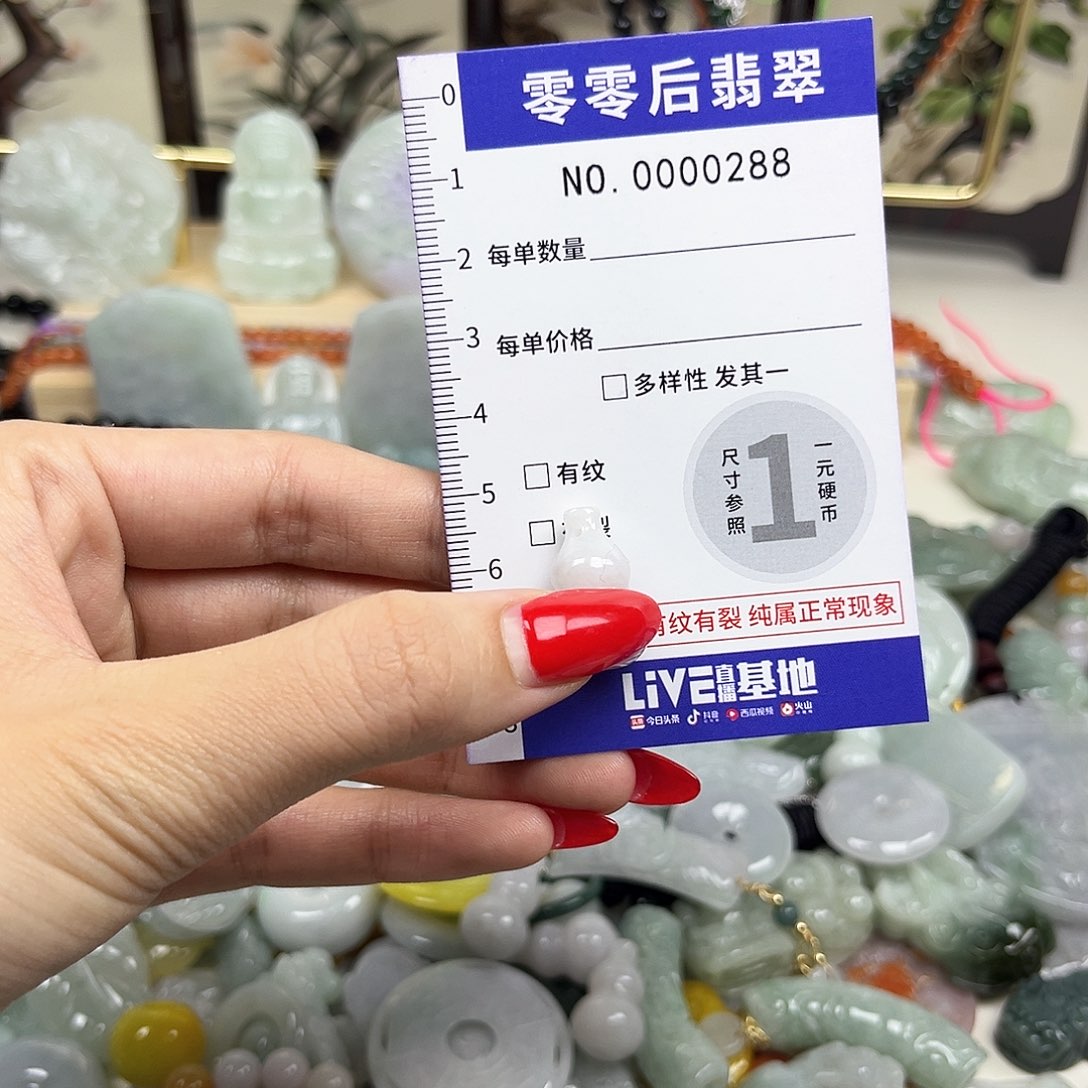 零零后翡翠
NO. 0000288
0
1
2
3
4
5
6
每单数量
每单价格
多样性 发其一
有纹
裂
尺寸参照
1
一元硬币
有纹有裂 纯属正常现象
LiVE直播基地
头条 今日头条 抖音 西瓜视频 火山